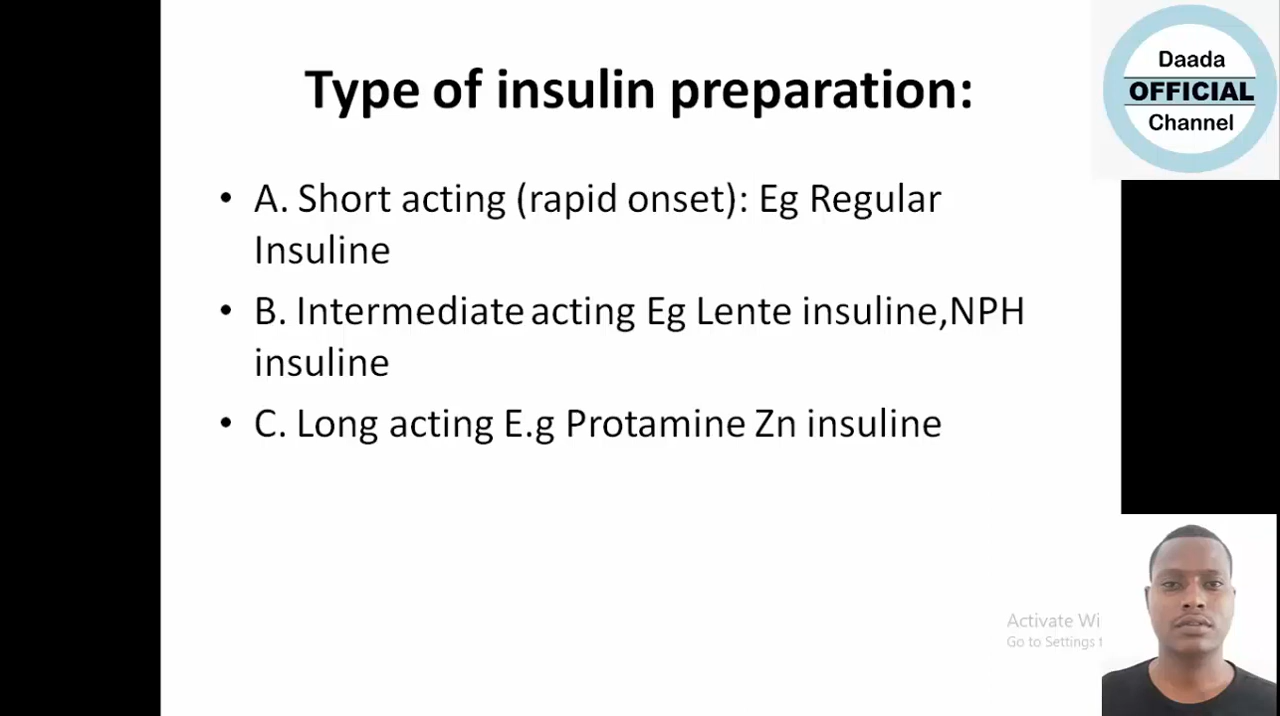 Type of insulin preparation:
Daada
OFFICIAL
Channel
• A. Short acting (rapid onset): Eg Regular
Insuline
• B. Intermediate acting Eg Lente insuline,NPH
insuline
• C. Long acting E.g Protamine Zn insuline
Activate Wi
Go to Settings t